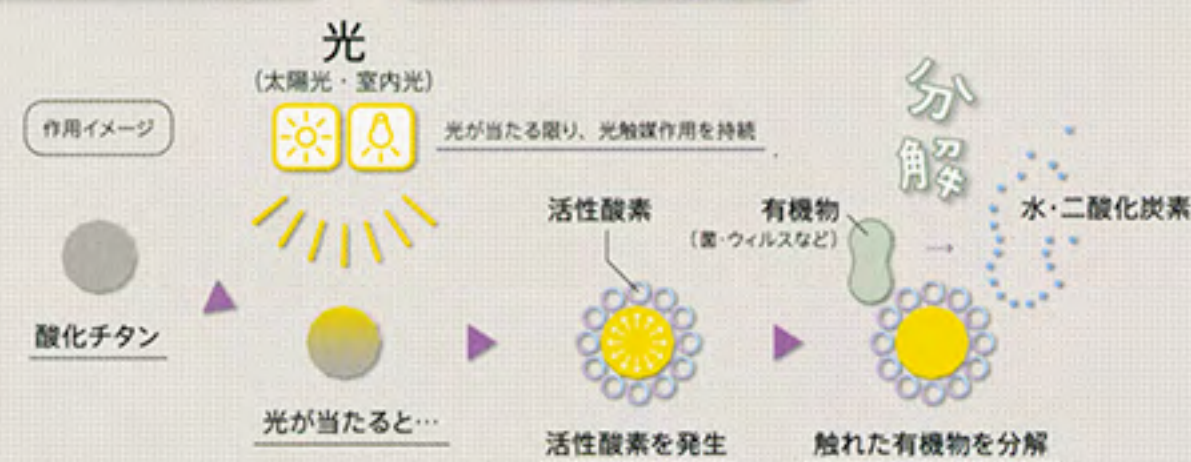 作用イメージ
光
(太陽光・室内光)
光が当たる限り、光触媒作用を持続
酸化チタン
光が当たると…
活性酸素
活性酸素を発生
有機物
(菌・ウィルスなど)
分解
水・二酸化炭素
触れた有機物を分解